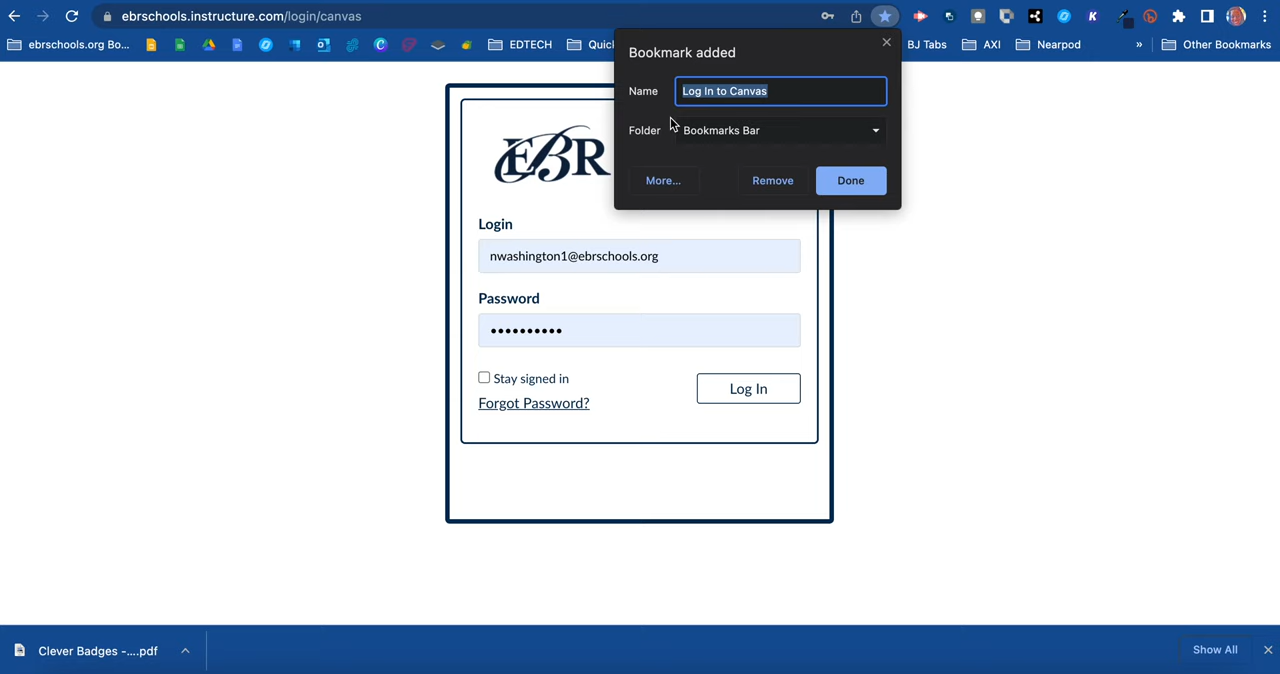 ebrschools.instructure.com/login/canvas
ebrschools.org Bo...
EDTECH
Quic
BJ Tabs
AXI
Nearpod
»
Other Bookmarks
Bookmark added
Name
Log In to Canvas
Folder
Bookmarks Bar
More...
Remove
Done
EBR
Login
nwashington1@ebrschools.org
Password
••••••••••
Stay signed in
Log In
Forgot Password?
Clever Badges -....pdf
Show All